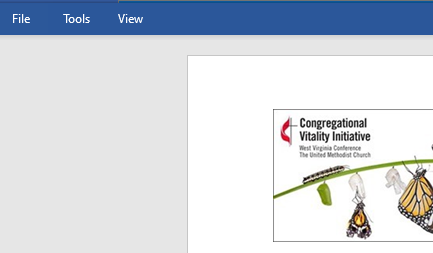 File Tools View
Congregational
Vitality Initiative
West Virginia Conference
The United Methodist Church